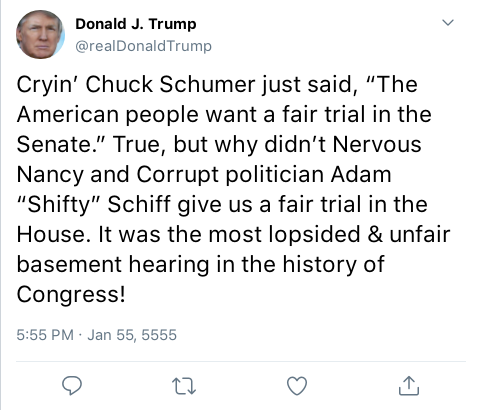 Donald J. Trump
@realDonaldTrump
Cryin’ Chuck Schumer just said, “The
American people want a fair trial in the
Senate.” True, but why didn’t Nervous
Nancy and Corrupt politician Adam
“Shifty” Schiff give us a fair trial in the
House. It was the most lopsided & unfair
basement hearing in the history of
Congress!
5:55 PM · Jan 55, 5555